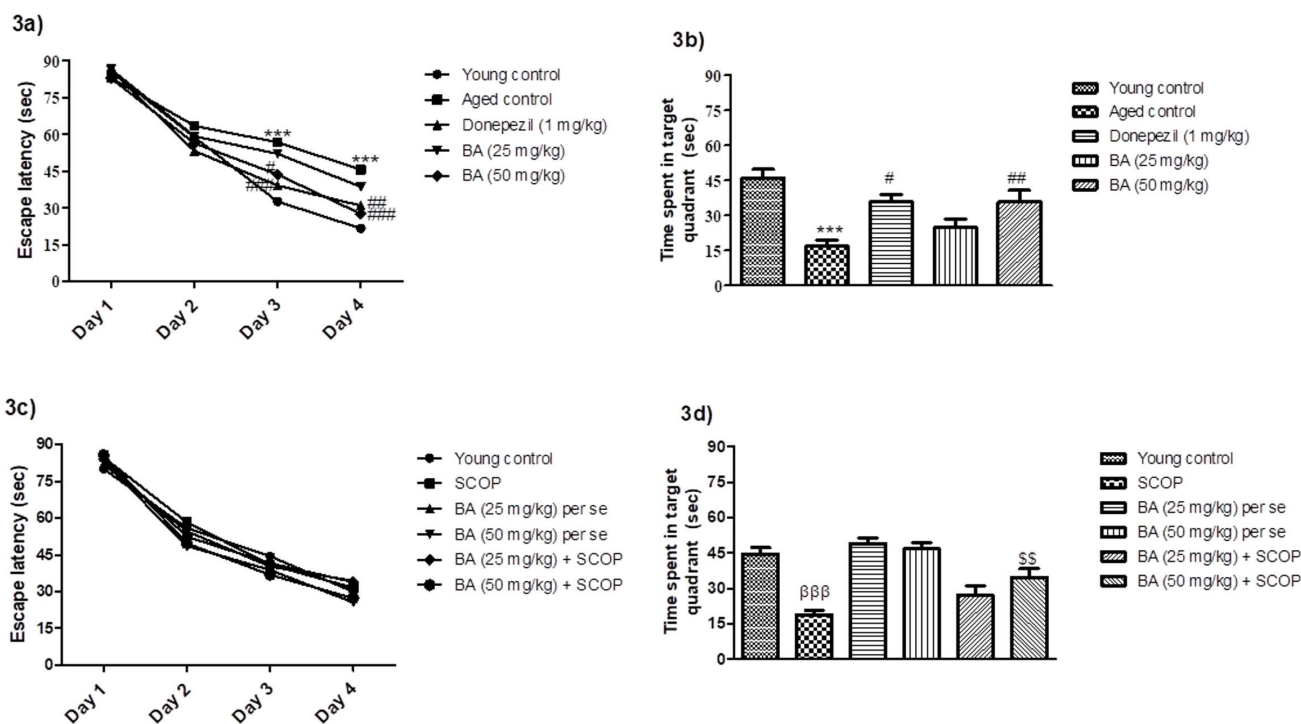 3a)
Escape latency (sec)
90
75
60
45
30
15
0
***
***
#
###
##
###
Day 1
Day 2
Day 3
Day 4
Young control
Aged control
Donepezil (1 mg/kg)
BA (25 mg/kg)
BA (50 mg/kg)
3b)
Time spent in target
quadrant (sec)
90
75
60
45
30
15
0
***
#
##
Young control
Aged control
Donepezil (1 mg/kg)
BA (25 mg/kg)
BA (50 mg/kg)
3c)
Escape latency (sec)
90
75
60
45
30
15
0
Day 1
Day 2
Day 3
Day 4
Young control
SCOP
BA (25 mg/kg) per se
BA (50 mg/kg) per se
BA (25 mg/kg) + SCOP
BA (50 mg/kg) + SCOP
3d)
Time spent in target
quadrant (sec)
90
75
60
45
30
15
0
βββ
$$
Young control
SCOP
BA (25 mg/kg) per se
BA (50 mg/kg) per se
BA (25 mg/kg) + SCOP
BA (50 mg/kg) + SCOP